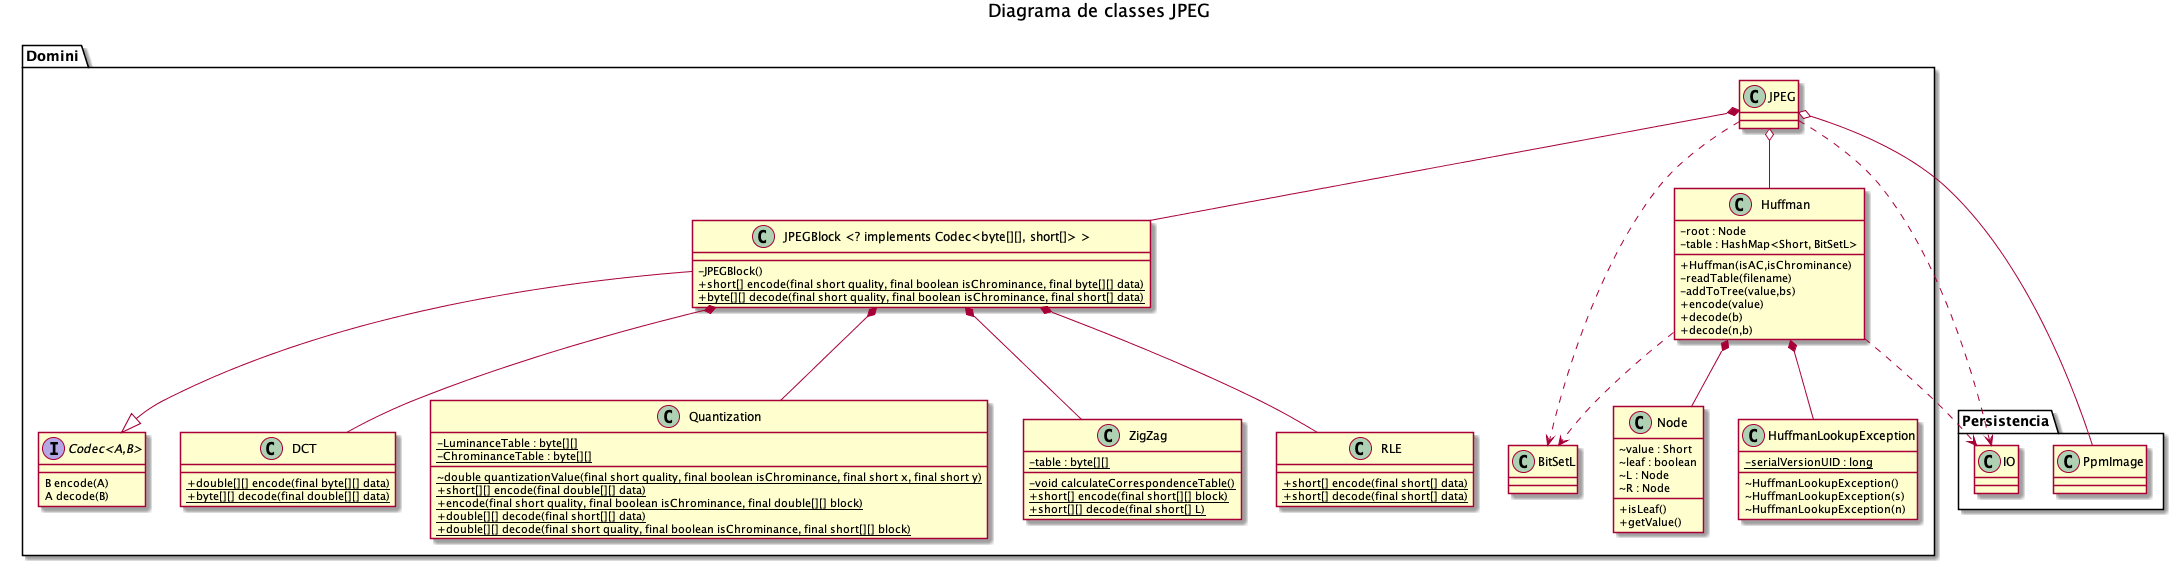 Diagrama de classes JPEG
Domini
C JPEG
C Huffman
-root : Node
-table : HashMap<Short, BitSetL>
+Huffman(isAC,isChrominance)
-readTable(filename)
-addToTree(value,bs)
+encode(value)
+decode(b)
+decode(n,b)
C JPEGBlock <? implements Codec<byte[][], short[]> >
-JPEGBlock()
+short[] encode(final short quality, final boolean isChrominance, final byte[][] data)
+byte[][] decode(final short quality, final boolean isChrominance, final short[] data)
I Codec<A,B>
B encode(A)
A decode(B)
C DCT
+double[][] encode(final byte[][] data)
+byte[][] decode(final double[][] data)
C Quantization
-LuminanceTable : byte[][]
-ChrominanceTable : byte[][]
~double quantizationValue(final short quality, final boolean isChrominance, final short x, final short y)
+short[][] encode(final double[][] data)
+encode(final short quality, final boolean isChrominance, final double[][] block)
+double[][] decode(final short[][] data)
+double[][] decode(final short quality, final boolean isChrominance, final short[][] block)
C ZigZag
-table : byte[][]
-void calculateCorrespondenceTable()
+short[] encode(final short[][] block)
+short[][] decode(final short[] L)
C RLE
+short[] encode(final short[] data)
+short[] decode(final short[] data)
C BitSetL
C Node
~value : Short
~leaf : boolean
~L : Node
~R : Node
+isLeaf()
+getValue()
C HuffmanLookupException
-serialVersionUID : long
~HuffmanLookupException()
~HuffmanLookupException(s)
~HuffmanLookupException(n)
Persistencia
C IO
C PpmImage